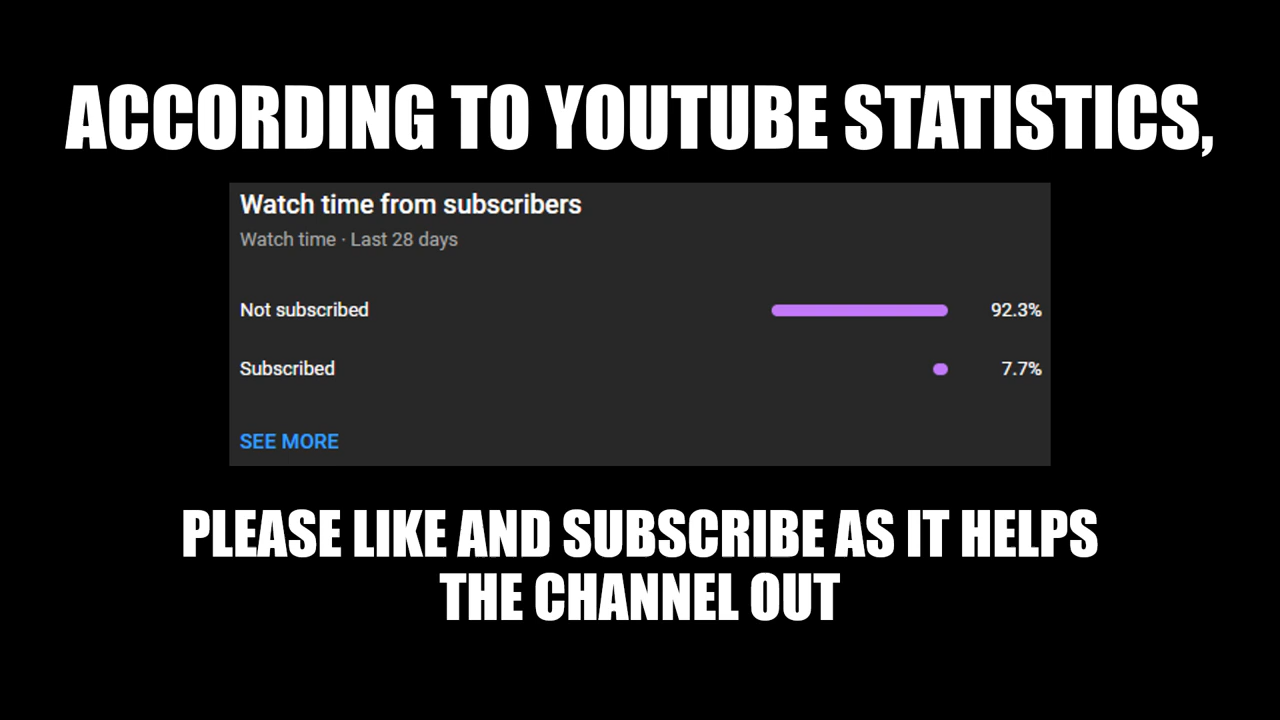 ACCORDING TO YOUTUBE STATISTICS,
Watch time from subscribers
Watch time · Last 28 days
Not subscribed 92.3%
Subscribed 7.7%
SEE MORE
PLEASE LIKE AND SUBSCRIBE AS IT HELPS
THE CHANNEL OUT